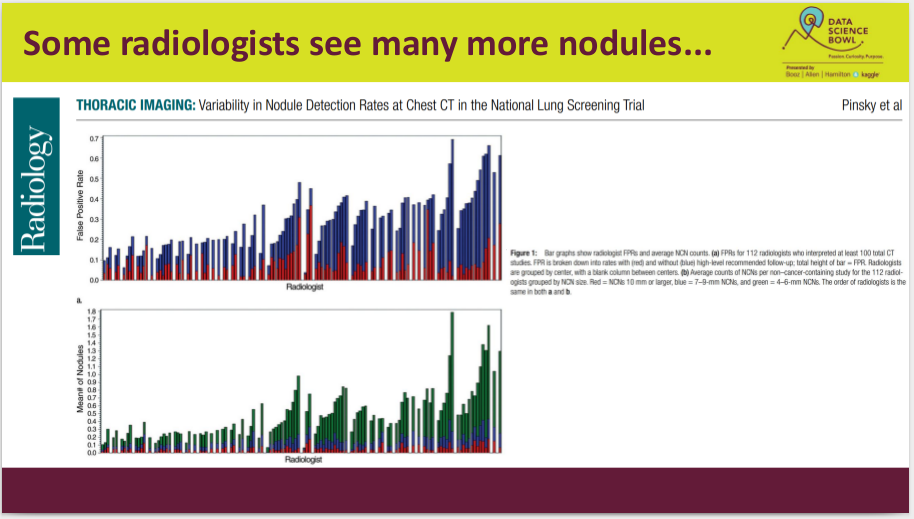 Some radiologists see many more nodules...
DATA
SCIENCE
BOWL
Passion. Curiosity. Purpose.
Presented by
Booz | Allen | Hamilton kaggle
Radiology
THORACIC IMAGING: Variability in Nodule Detection Rates at Chest CT in the National Lung Screening Trial
Pinsky et al
False Positive Rate
0.7
0.6
0.5
0.4
0.3
0.2
0.1
0.0
Radiologist
a.
Figure 1: Bar graphs show radiologist FPRs and average NCN counts. (a) FPRs for 112 radiologists who interpreted at least 100 total CT
studies. FPR is broken down into rates with (red) and without (blue) high-level recommended follow-up; total height of bar = FPR. Radiologists
are grouped by center, with a blank column between centers. (b) Average counts of NCNs per non–cancer-containing study for the 112 radiol-
ogists grouped by NCN size. Red = NCNs 10 mm or larger, blue = 7–9-mm NCNs, and green = 4–6-mm NCNs. The order of radiologists is the
same in both a and b.
Mean# of Nodules
1.8
1.7
1.6
1.5
1.4
1.3
1.2
1.1
1.0
0.9
0.8
0.7
0.6
0.5
0.4
0.3
0.2
0.1
0.0
Radiologist